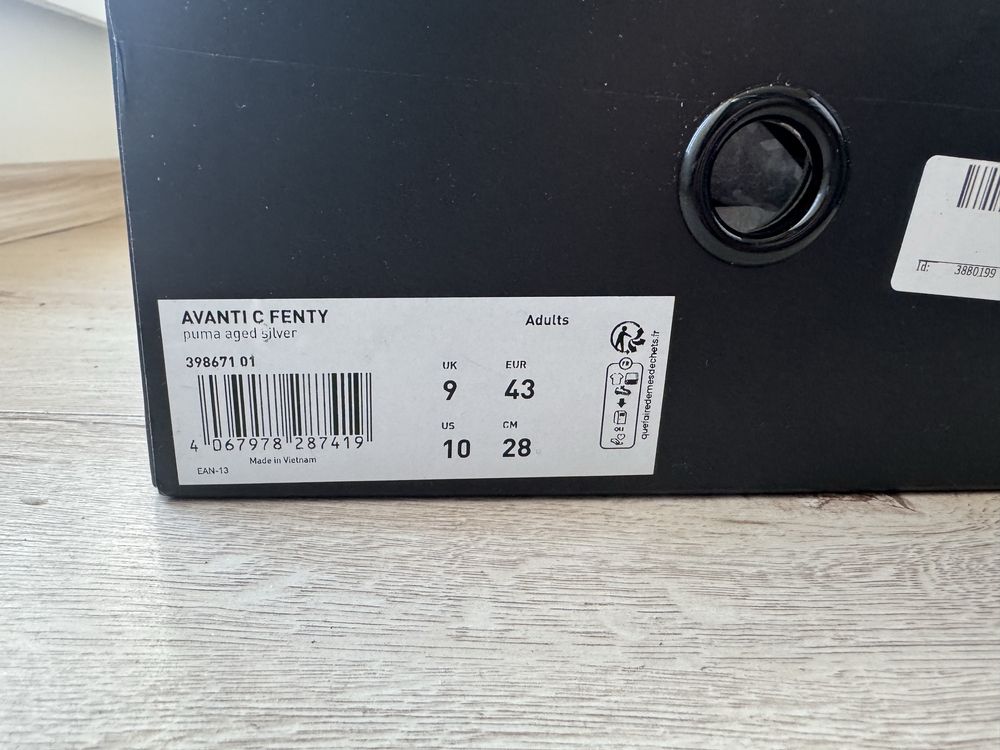 AVANTI C FENTY
puma aged silver
Adults
398671 01
4 067978 287419
Made in Vietnam
EAN-13
UK
EUR
9
43
US
CM
10
28
FR
quefairedemesdechets.fr
Id: 38B0199